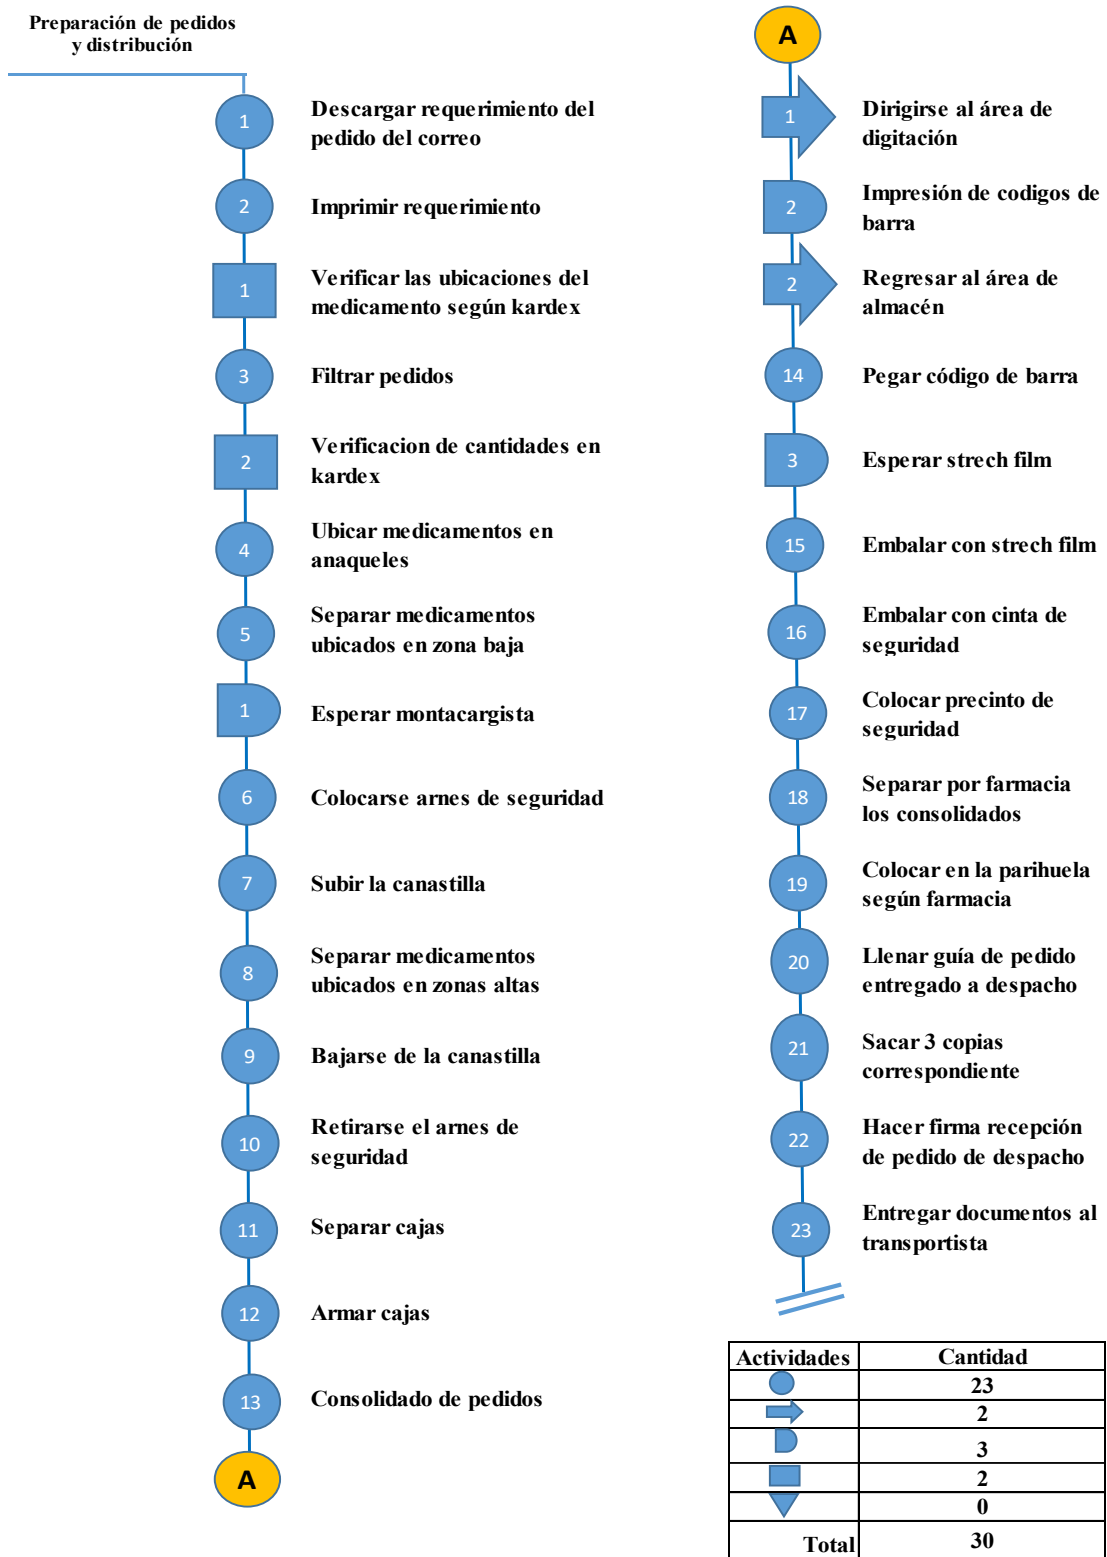 Preparación de pedidos
y distribución
1
Descargar requerimiento del
pedido del correo
2
Imprimir requerimiento
1
Verificar las ubicaciones del
medicamento según kardex
3
Filtrar pedidos
2
Verificacion de cantidades en
kardex
4
Ubicar medicamentos en
anaqueles
5
Separar medicamentos
ubicados en zona baja
1
Esperar montacargista
6
Colocarse arnes de seguridad
7
Subir la canastilla
8
Separar medicamentos
ubicados en zonas altas
9
Bajarse de la canastilla
10
Retirarse el arnes de
seguridad
11
Separar cajas
12
Armar cajas
13
Consolidado de pedidos
A
A
1
Dirigirse al área de
digitación
2
Impresión de codigos de
barra
2
Regresar al área de
almacén
14
Pegar código de barra
3
Esperar strech film
15
Embalar con strech film
16
Embalar con cinta de
seguridad
17
Colocar precinto de
seguridad
18
Separar por farmacia
los consolidados
19
Colocar en la parihuela
según farmacia
20
Llenar guía de pedido
entregado a despacho
21
Sacar 3 copias
correspondiente
22
Hacer firma recepción
de pedido de despacho
23
Entregar documentos al
transportista
Actividades Cantidad
23
2
3
2
0
Total 30